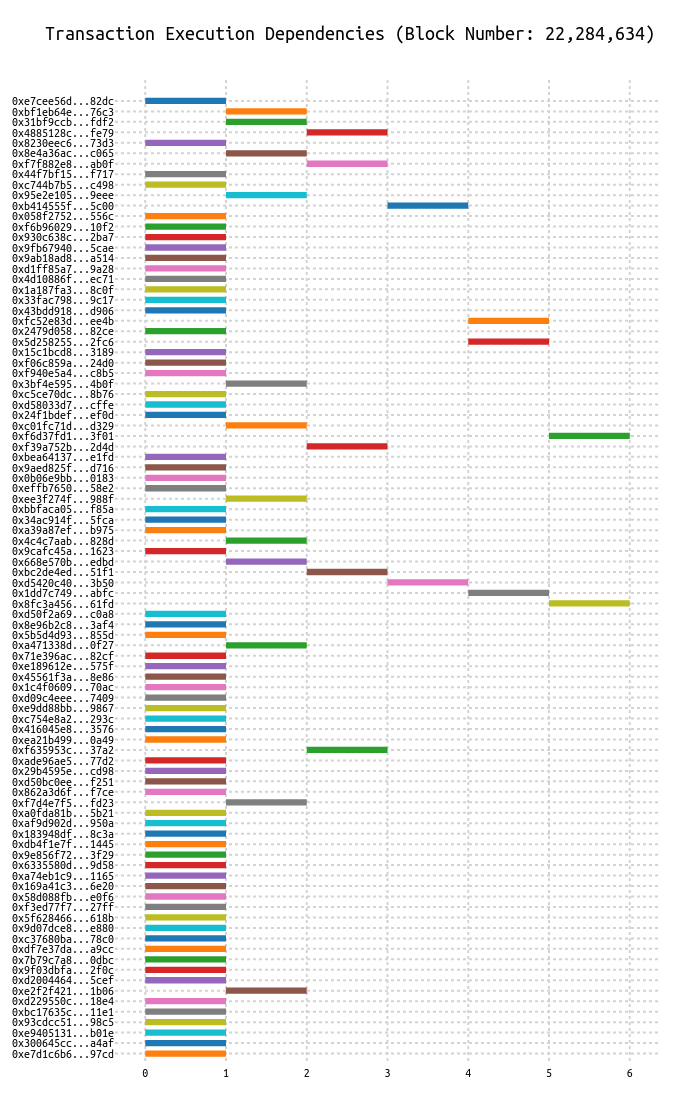 Transaction Execution Dependencies (Block Number: 22,284,634)
0xe7cee56d...82dc
0xbf1eb64e...76c3
0x31bf9ccb...fdf2
0x4885128c...fe79
0x8230eec6...73d3
0x8e4a36ac...c065
0xf7f882e8...ab0f
0x44f7bf15...f717
0xc744b7b5...c498
0x95e2e105...9eee
0xb414555f...5c00
0x058f2752...556c
0xf6b96029...10f2
0x930c638c...2ba7
0x9fb67940...5cae
0x9ab18ad8...a514
0xd1ff85a7...9a28
0x4d10886f...ec71
0x1a187fa3...8c0f
0x33fac798...9c17
0x43bdd918...d906
0xfc52e83d...ee4b
0x2479d058...82ce
0x5d258255...2fc6
0x15c1bcd8...3189
0xf06c859a...24d0
0xf940e5a4...c8b5
0x3bf4e595...4b0f
0xc5ce70dc...8b76
0xd58033d7...cffe
0x24f1bdef...ef0d
0xc01fc71d...d329
0xf6d37fd1...3f01
0xf39a752b...2d4d
0xbea64137...e1fd
0x9aed825f...d716
0x0b06e9bb...0183
0xeffb7650...58e2
0xee3f274f...988f
0xbbfaca05...f85a
0x34ac914f...5fca
0xa39a87ef...b975
0x4c4c7aab...828d
0x9cafc45a...1623
0x668e570b...edbd
0xbc2de4ed...51f1
0xd5420c40...3b50
0x1dd7c749...abfc
0x8fc3a456...61fd
0xd50f2a69...c0a8
0x8e96b2c8...3af4
0x5b5d4d93...855d
0xa471338d...0f27
0x71e396ac...82cf
0xe189612e...575f
0x45561f3a...8e86
0x1c4f0609...70ac
0xd09c4eee...7409
0xe9dd88bb...9867
0xc754e8a2...293c
0x416045e8...3576
0xea21b499...0a49
0xf635953c...37a2
0xade96ae5...77d2
0x29b4595e...cd98
0xd50bc0ee...f251
0x862a3d6f...f7ce
0xf7d4e7f5...fd23
0xa0fda81b...5b21
0xaf9d902d...950a
0x183948df...8c3a
0xdb4f1e7f...1445
0x9e856f72...3f29
0x6335580d...9d58
0xa74eb1c9...1165
0x169a41c3...6e20
0x58d088fb...e0f6
0xf3ed77f7...27ff
0x5f628466...618b
0x9d07dce8...e880
0xc37680ba...78c0
0xdf7e37da...a9cc
0x7b79c7a8...0dbc
0x9f03dbfa...2f0c
0xd2004464...5cef
0xe2f2f421...1b06
0xd229550c...18e4
0xbc17635c...11e1
0x93cdcc51...98c5
0xe9405131...b01e
0x300645cc...a4af
0xe7d1c6b6...97cd
0 1 2 3 4 5 6